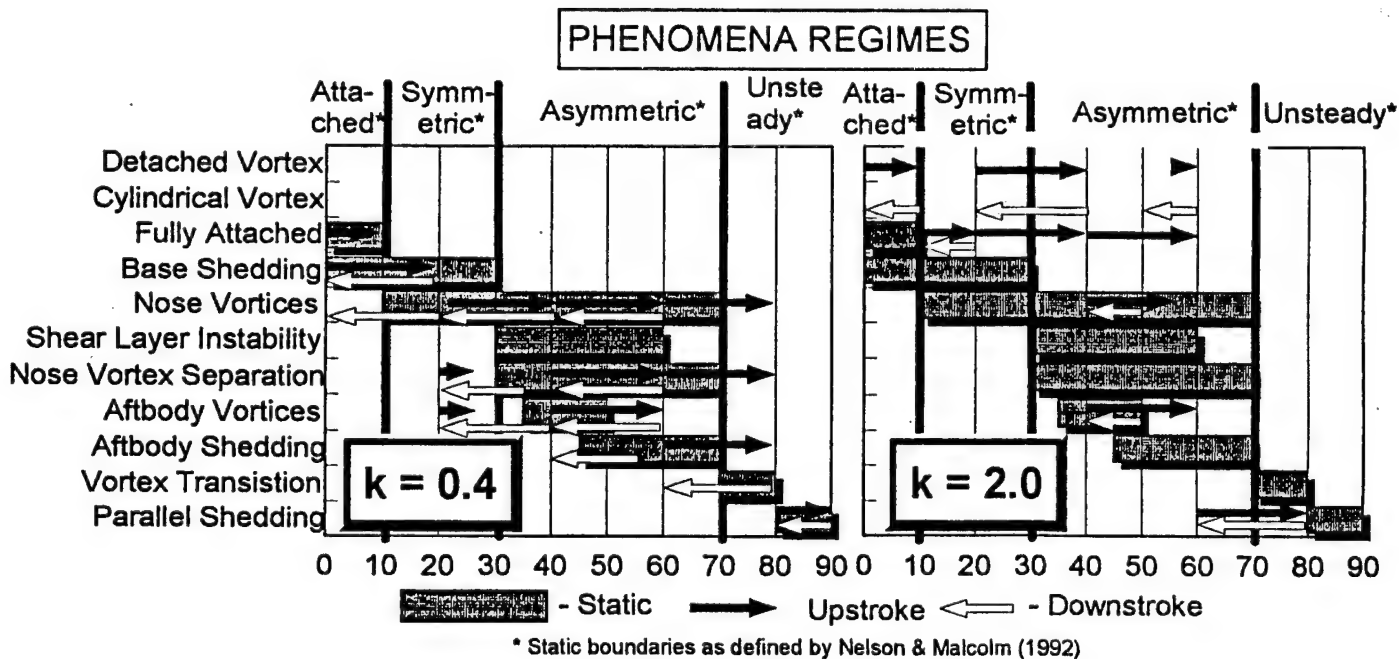 PHENOMENA REGIMES
Atta-
ched*
Symm-
etric*
Asymmetric*
Unste
ady*
Atta-
ched*
Symm-
etric*
Asymmetric*
Unsteady*
Detached Vortex
Cylindrical Vortex
Fully Attached
Base Shedding
Nose Vortices
Shear Layer Instability
Nose Vortex Separation
Aftbody Vortices
Aftbody Shedding
Vortex Transistion
Parallel Shedding
k = 0.4
k = 2.0
0 10 20 30 40 50 60 70 80 90 0 10 20 30 40 50 60 70 80 90
- Static
Upstroke
- Downstroke
* Static boundaries as defined by Nelson & Malcolm (1992)